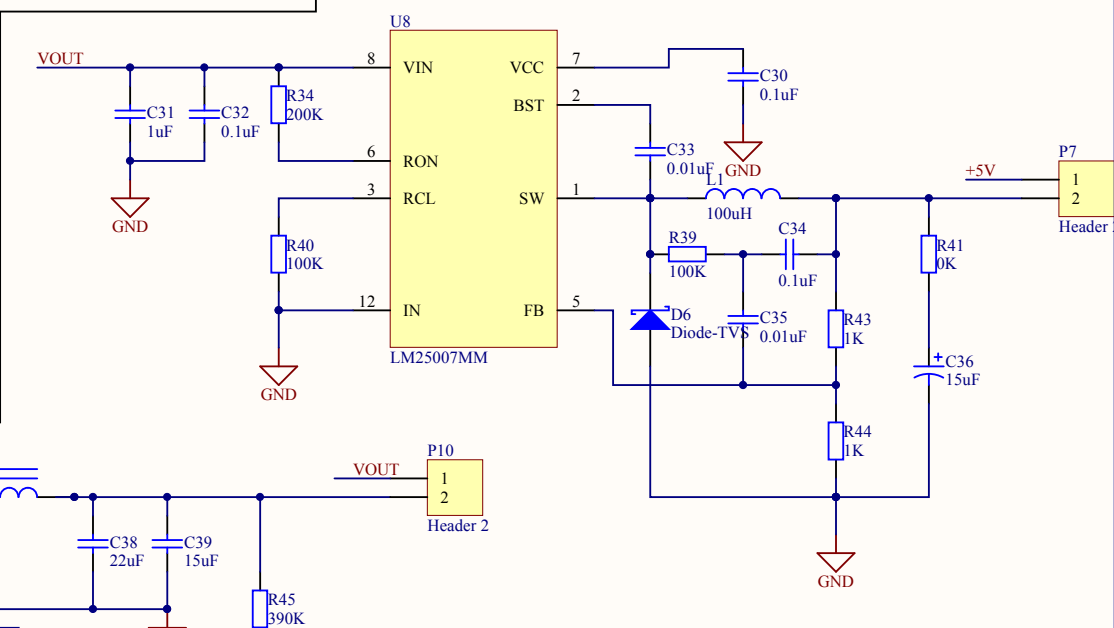 U8
VOUT
8
VIN
VCC
7
C31
1uF
C32
0.1uF
R34
200K
BST
2
C30
0.1uF
GND
6
RON
C33
0.01uF
GND
3
RCL
SW
1
L1
100uH
+5V
P7
1
2
Header
R40
100K
R39
100K
C34
0.1uF
R41
0K
12
IN
FB
5
D6
Diode-TVS
C35
0.01uF
R43
1K
LM25007MM
GND
C36
15uF
+
R44
1K
GND
P10
VOUT
1
2
Header 2
C38
22uF
C39
15uF
R45
390K